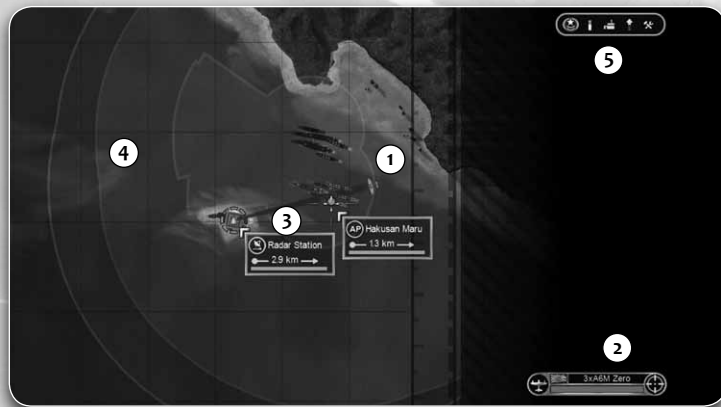 5
1
4
3
AP Hakusan Maru
1.3 km
Radar Station
2.9 km
2
3xA6M Zero